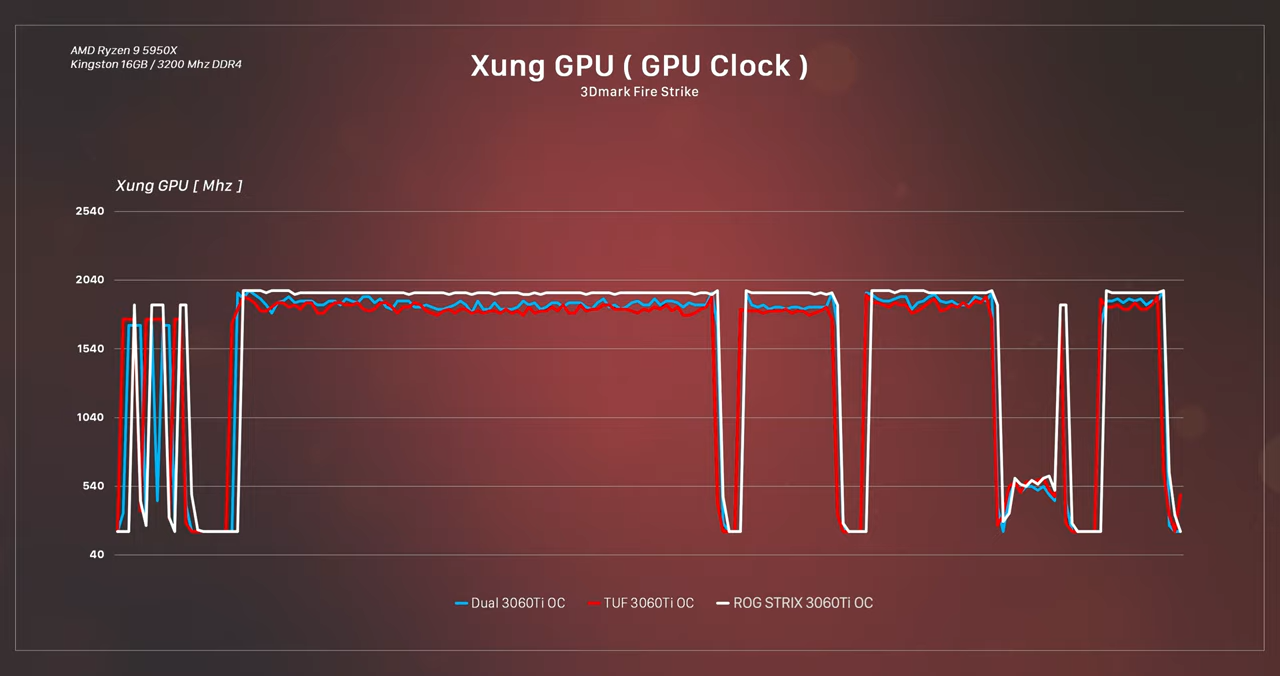 AMD Ryzen 9 5950X
Kingston 16GB / 3200 Mhz DDR4
Xung GPU ( GPU Clock )
3Dmark Fire Strike
Xung GPU [ Mhz ]
2540
2040
1540
1040
540
40
Dual 3060Ti OC
TUF 3060Ti OC
ROG STRIX 3060Ti OC